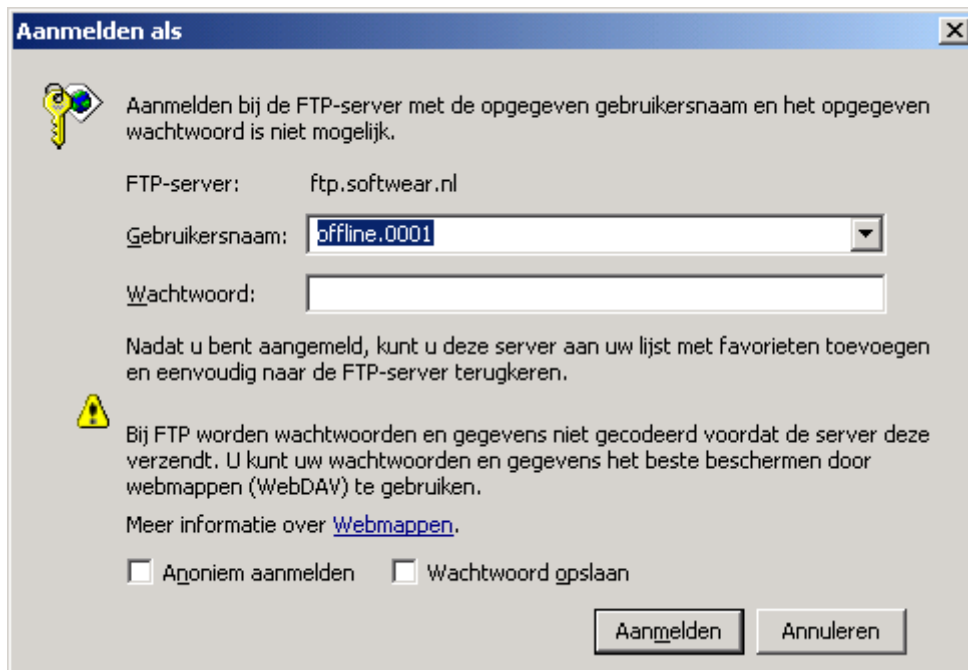 Aanmelden als
Aanmelden bij de FTP-server met de opgegeven gebruikersnaam en het opgegeven
wachtwoord is niet mogelijk.
FTP-server: ftp.softwear.nl
Gebruikersnaam: offline.0001
Wachtwoord:
Nadat u bent aangemeld, kunt u deze server aan uw lijst met favorieten toevoegen
en eenvoudig naar de FTP-server terugkeren.
Bij FTP worden wachtwoorden en gegevens niet gecodeerd voordat de server deze
verzendt. U kunt uw wachtwoorden en gegevens het beste beschermen door
webmappen (WebDAV) te gebruiken.
Meer informatie over Webmappen.
Anoniem aanmelden Wachtwoord opslaan
Aanmelden Annuleren